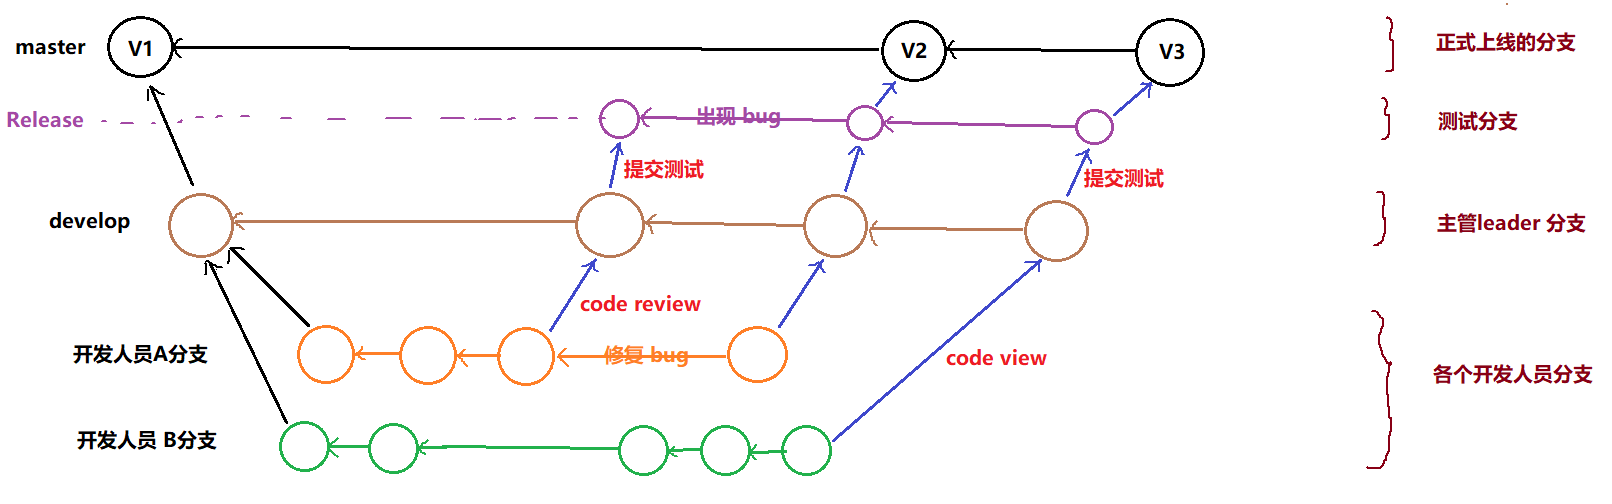 master
V1
V2
V3
正式上线的分支
Release
出现 bug
测试分支
提交测试
提交测试
develop
主管leader 分支
code review
开发人员A分支
修复 bug
code view
各个开发人员分支
开发人员 B分支